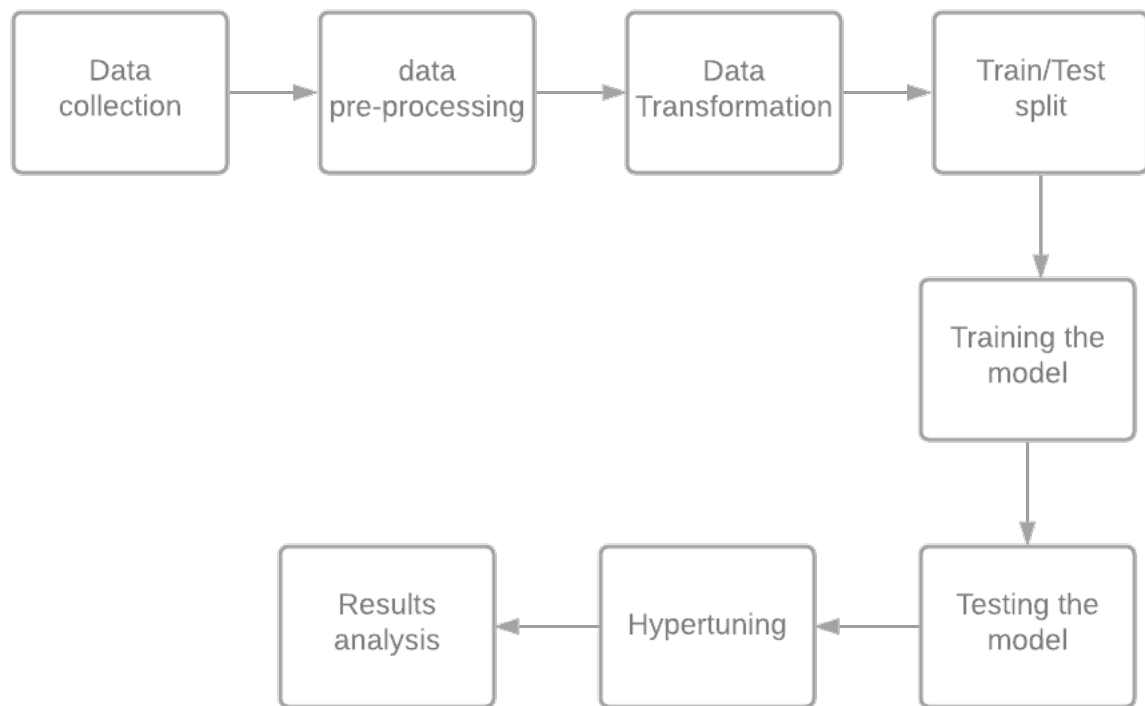 Data
collection
data
pre-processing
Data
Transformation
Train/Test
split
Training the
model
Testing the
model
Hypertuning
Results
analysis